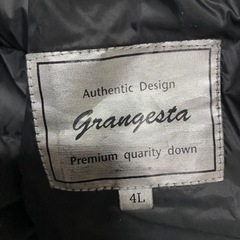 Authentic Design
Grangesta
Premium quarity down
4L